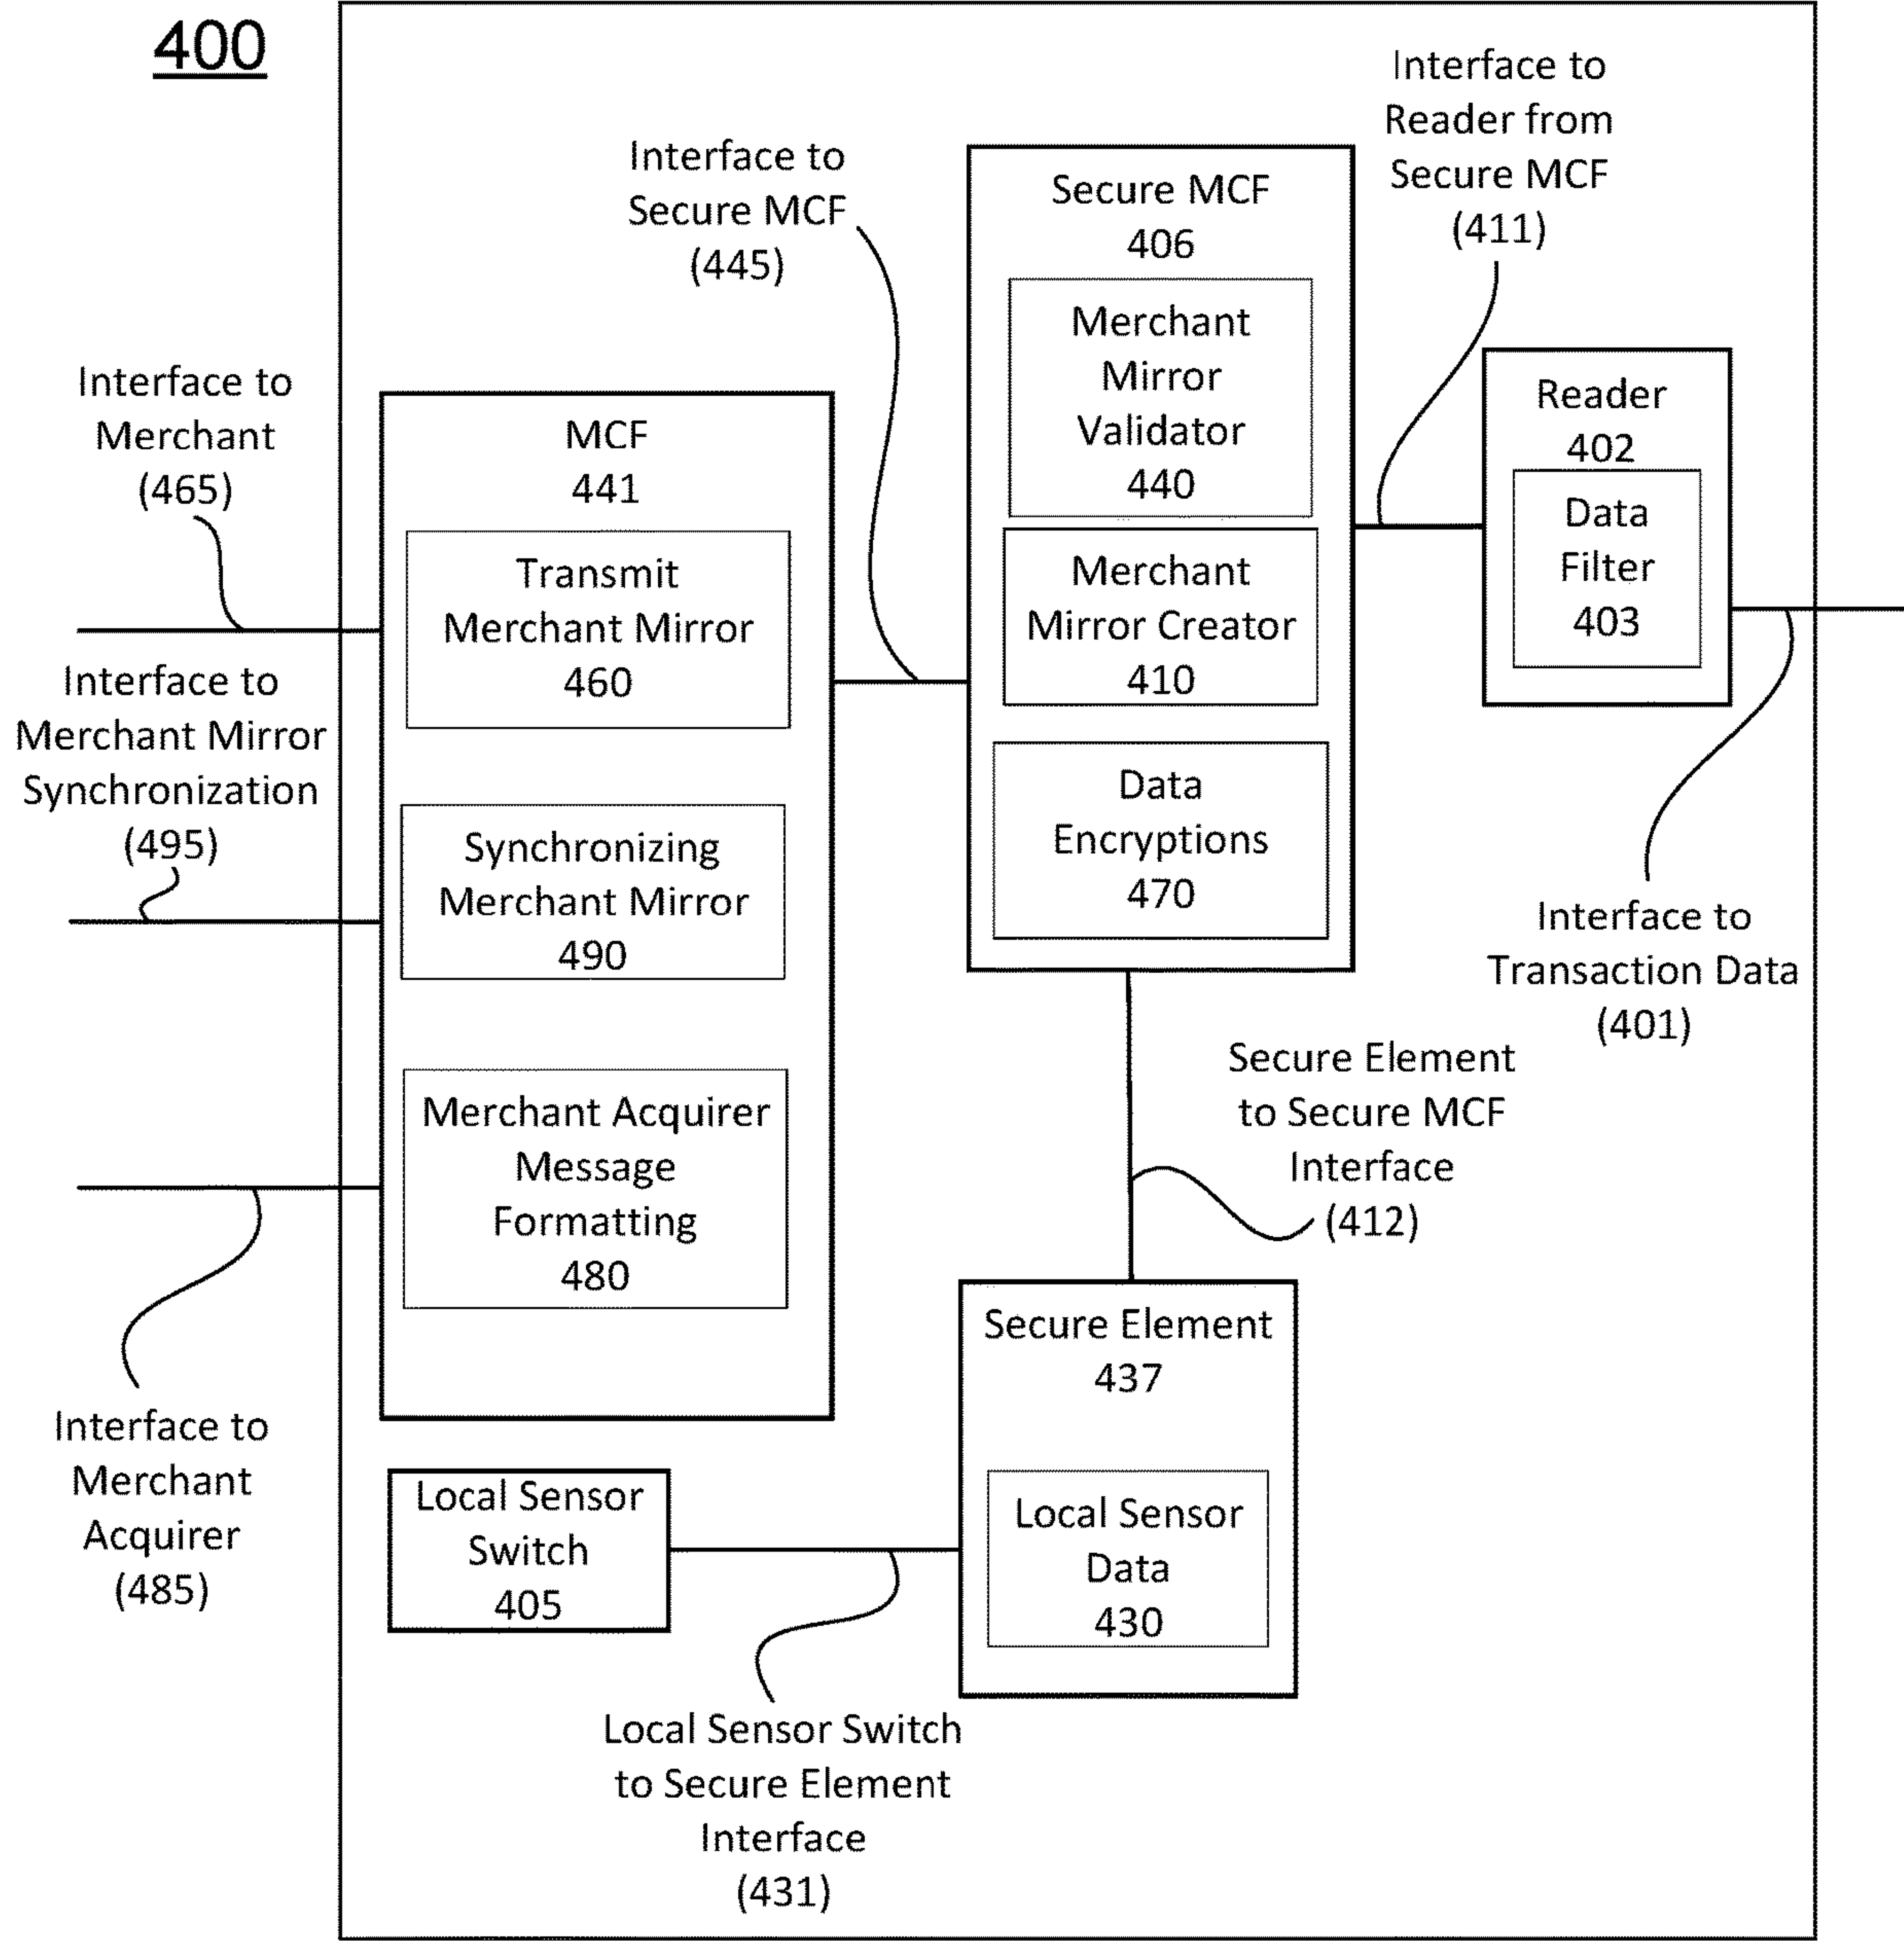 400
Interface to
Reader from
Secure MCF
(411)
Interface to
Secure MCF
(445)
Secure MCF
406
Merchant
Mirror
Validator
440
Merchant
Mirror Creator
410
Data
Encryptions
470
Reader
402
Data
Filter
403
Interface to
Merchant
(465)
Interface to
Merchant Mirror
Synchronization
(495)
MCF
441
Transmit
Merchant Mirror
460
Synchronizing
Merchant Mirror
490
Merchant Acquirer
Message
Formatting
480
Interface to
Transaction Data
(401)
Secure Element
to Secure MCF
Interface
(412)
Interface to
Merchant
Acquirer
(485)
Secure Element
437
Local Sensor
Data
430
Local Sensor
Switch
405
Local Sensor Switch
to Secure Element
Interface
(431)